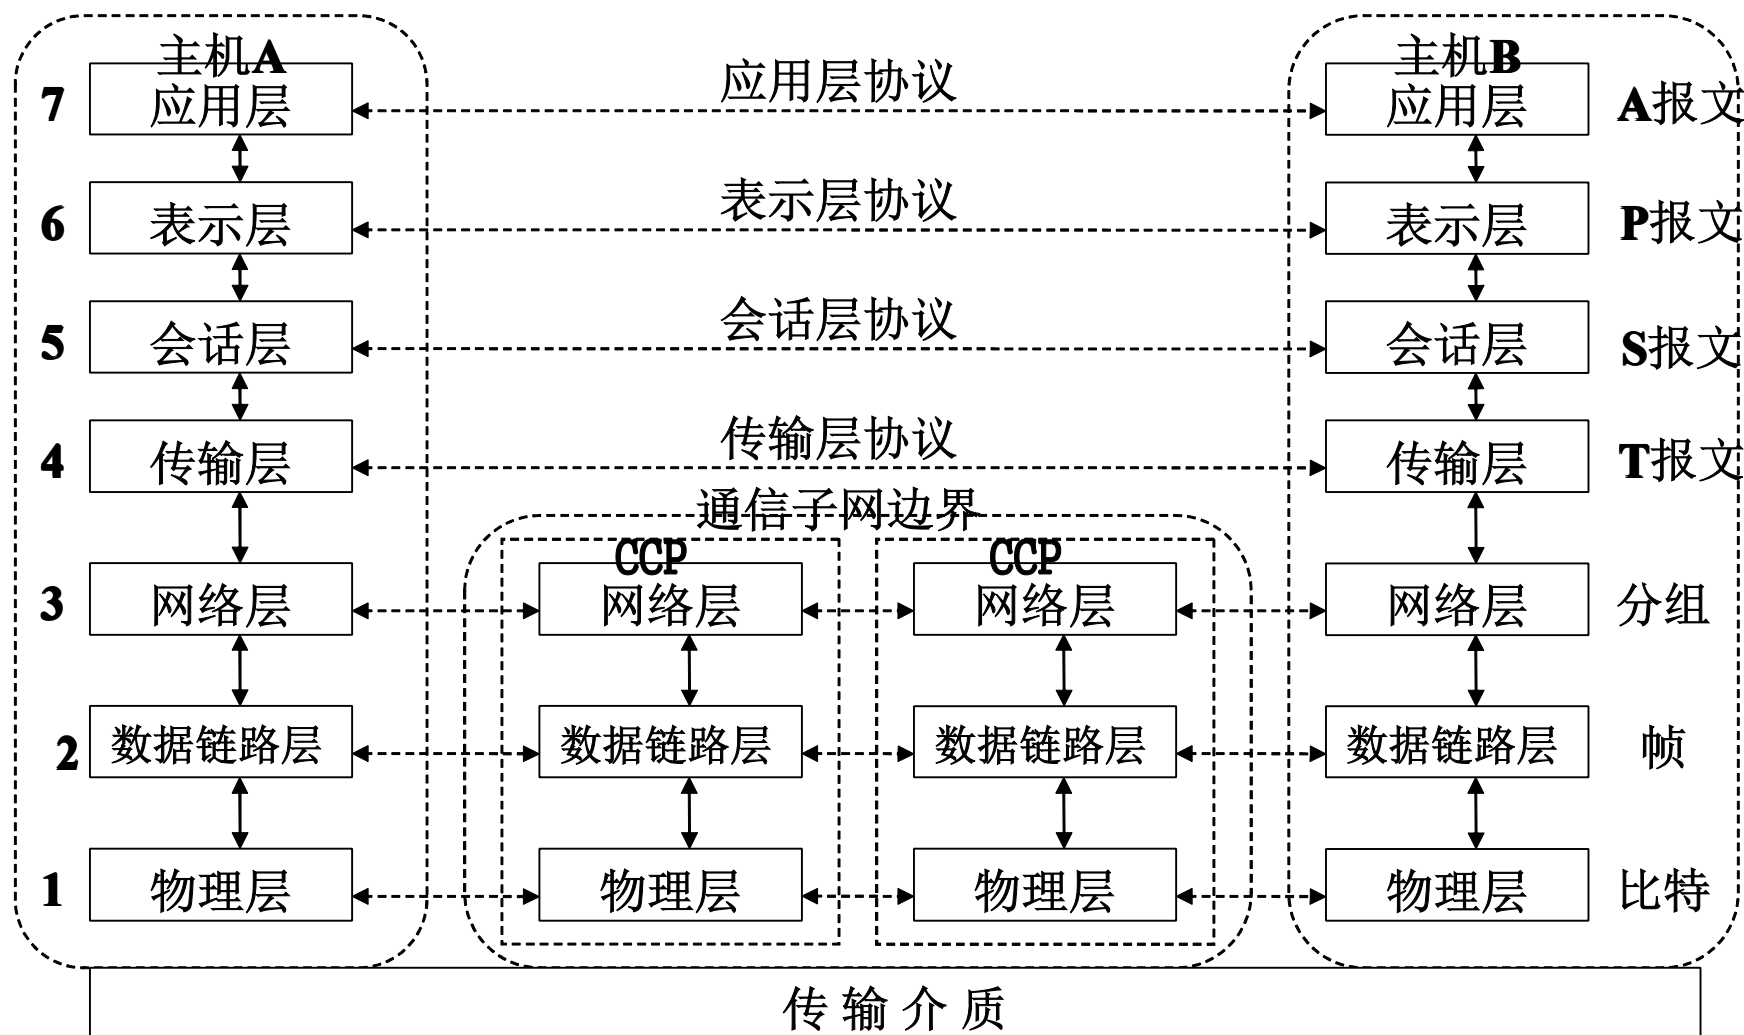 主机A
主机B
7
应用层
应用层协议
应用层
A报文
6
表示层
表示层协议
表示层
P报文
5
会话层
会话层协议
会话层
S报文
4
传输层
传输层协议
传输层
T报文
通信子网边界
CCP
CCP
3
网络层
网络层
网络层
网络层
分组
2
数据链路层
数据链路层
数据链路层
数据链路层
帧
1
物理层
物理层
物理层
物理层
比特
传输介质